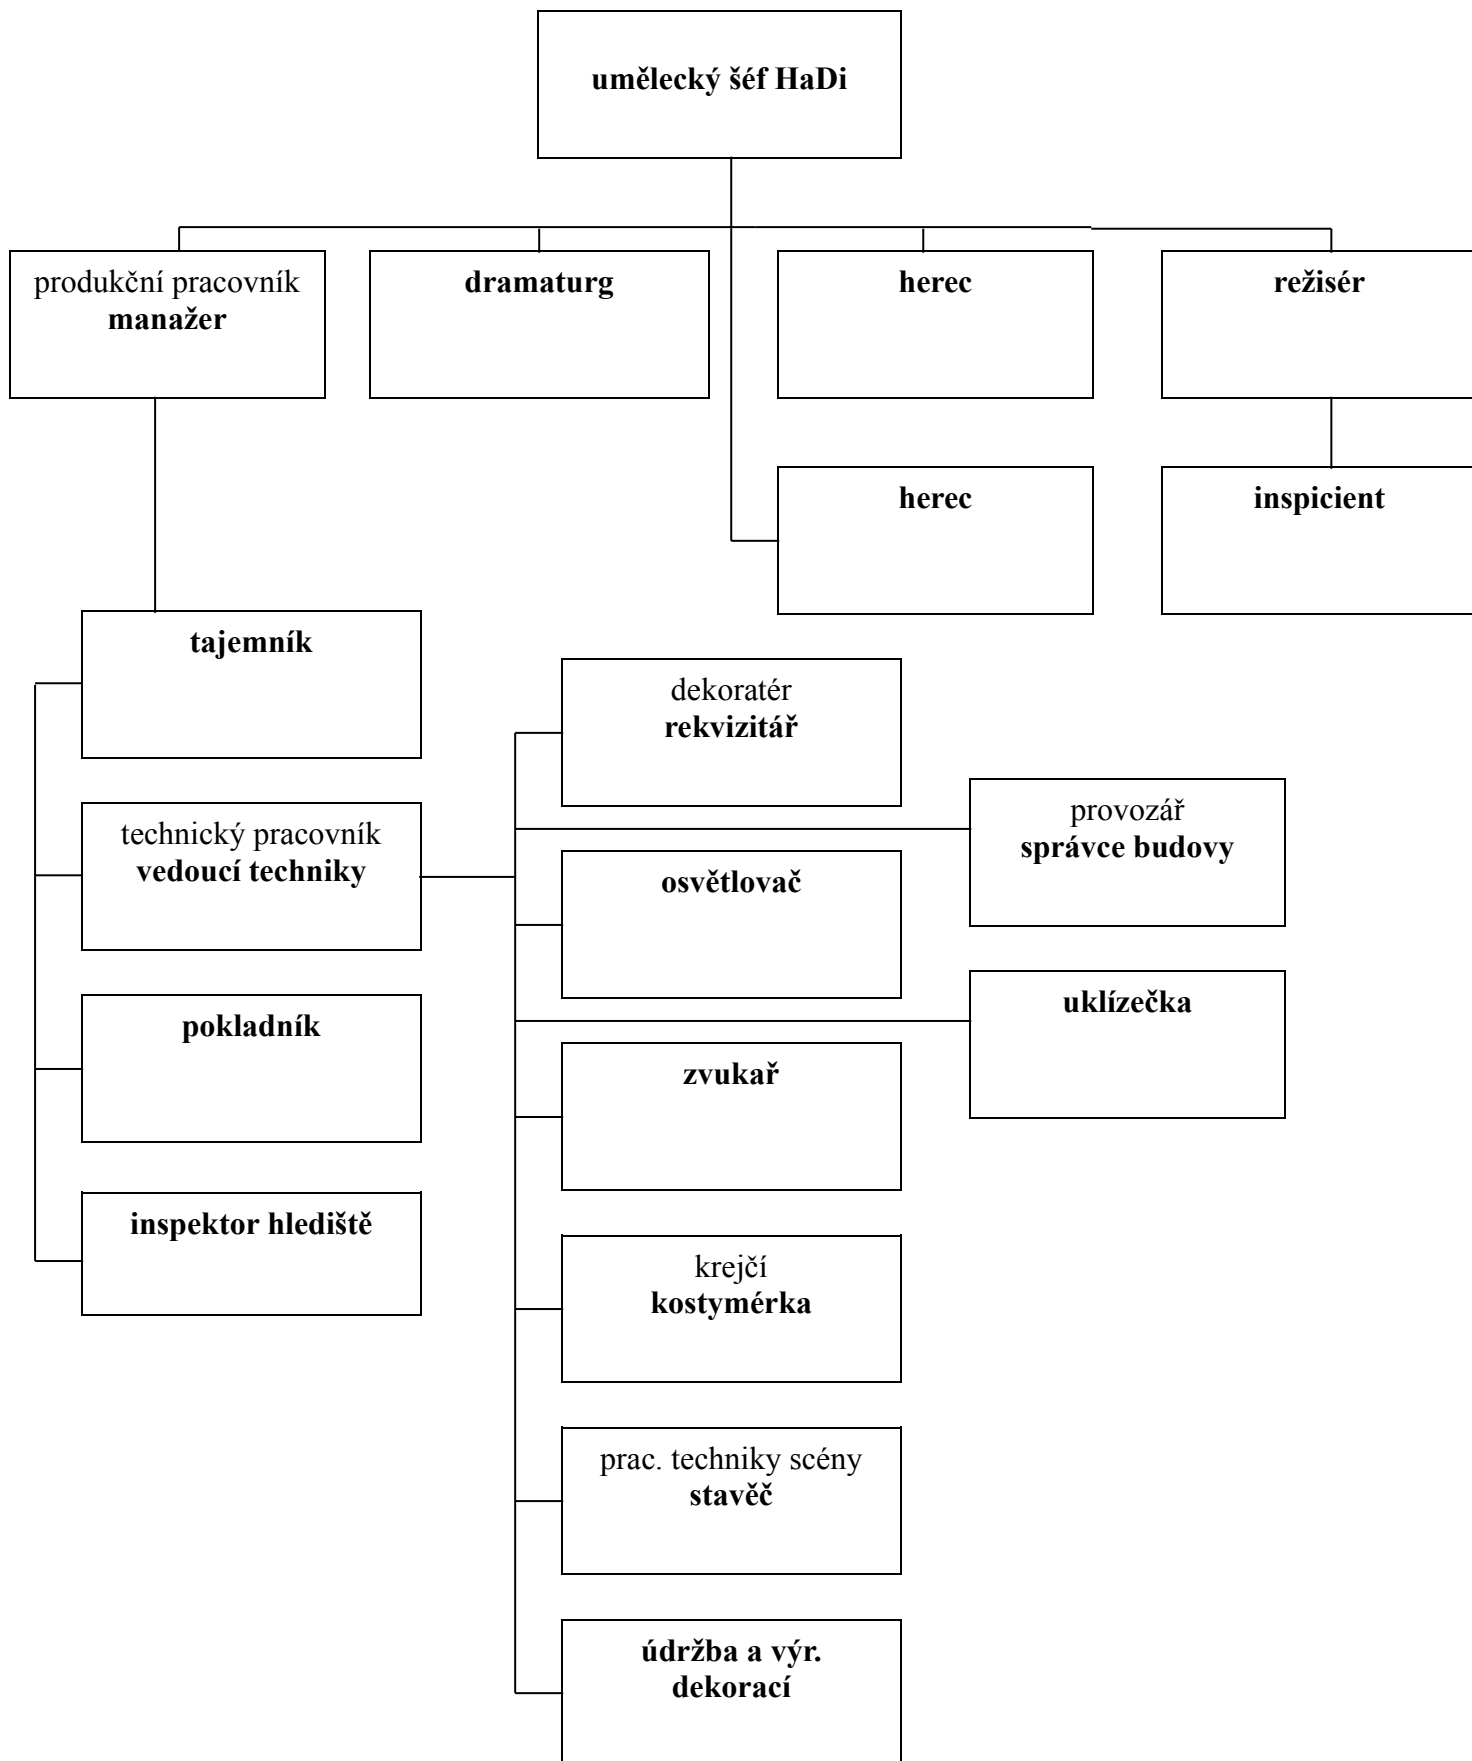 umělecký šéf HaDi
produkční pracovník
manažer
dramaturg
herec
režisér
herec
inspicient
tajemník
dekoratér
rekvizitář
provozář
správce budovy
technický pracovník
vedoucí techniky
osvětlovač
uklízečka
pokladník
zvukař
inspektor hlediště
krejčí
kostymérka
prac. techniky scény
stavěč
údržba a výr.
dekorací